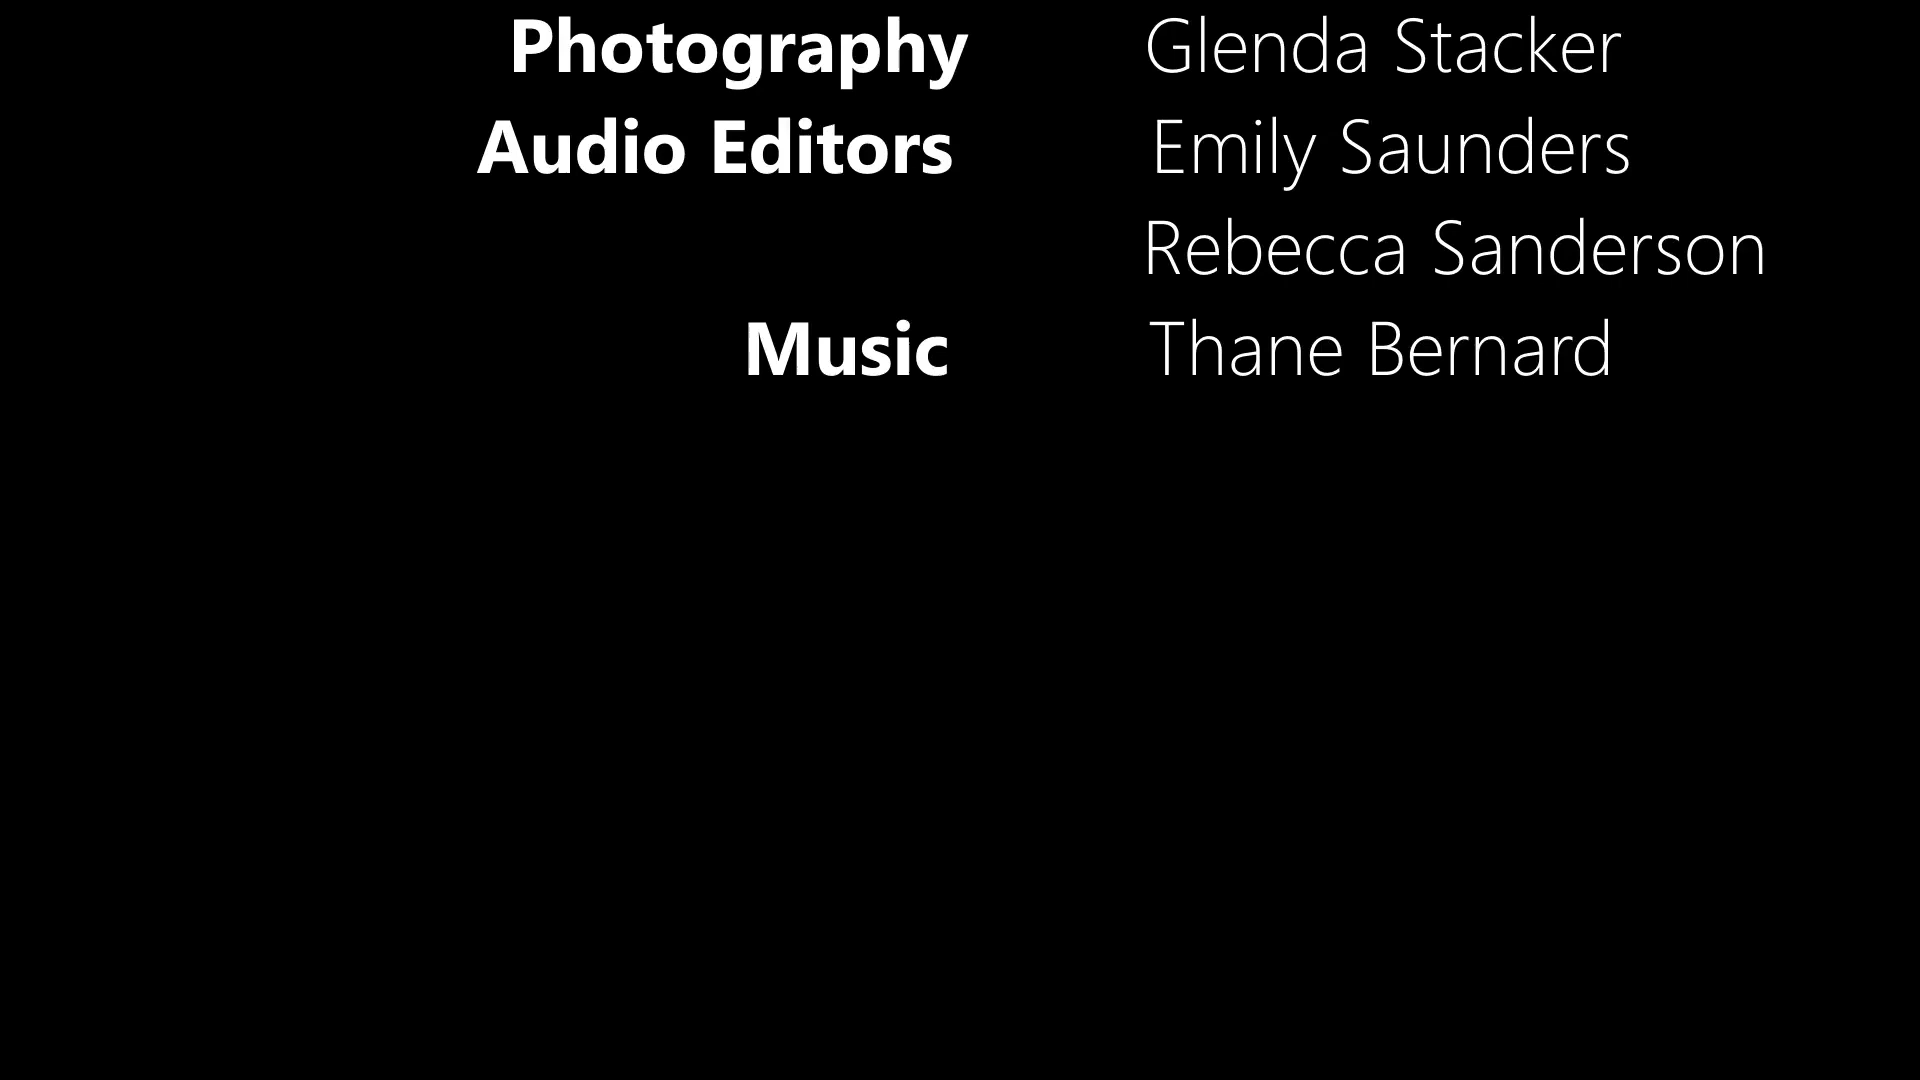 Photography Glenda Stacker
Audio Editors Emily Saunders
Rebecca Sanderson
Music Thane Bernard